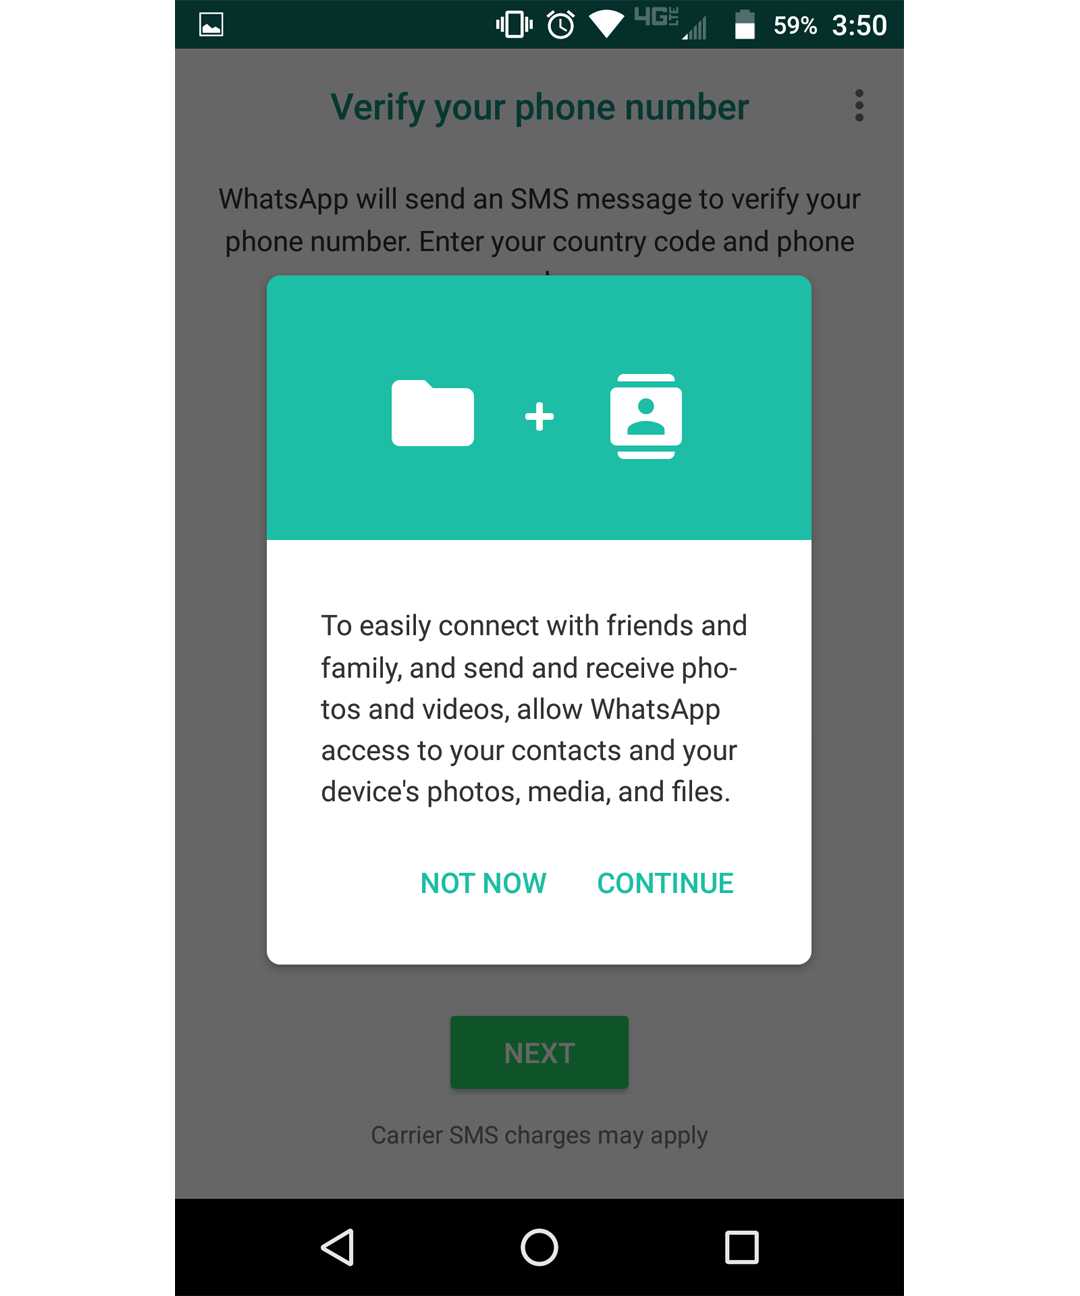 4G LTE 59% 3:50
Verify your phone number
WhatsApp will send an SMS message to verify your
phone number. Enter your country code and phone
To easily connect with friends and
family, and send and receive pho-
tos and videos, allow WhatsApp
access to your contacts and your
device's photos, media, and files.
NOT NOW CONTINUE
NEXT
Carrier SMS charges may apply